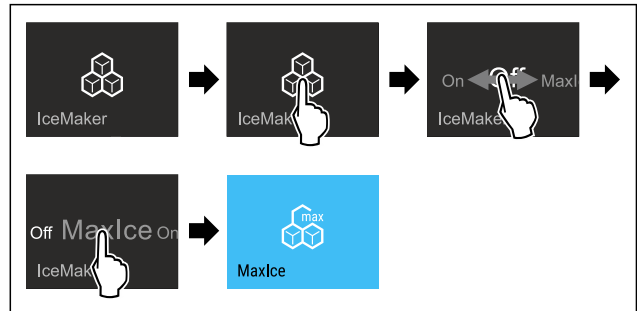 IceMaker
IceMak
On Off MaxI
IceMake
Off MaxIce On
IceMak
max
MaxIce